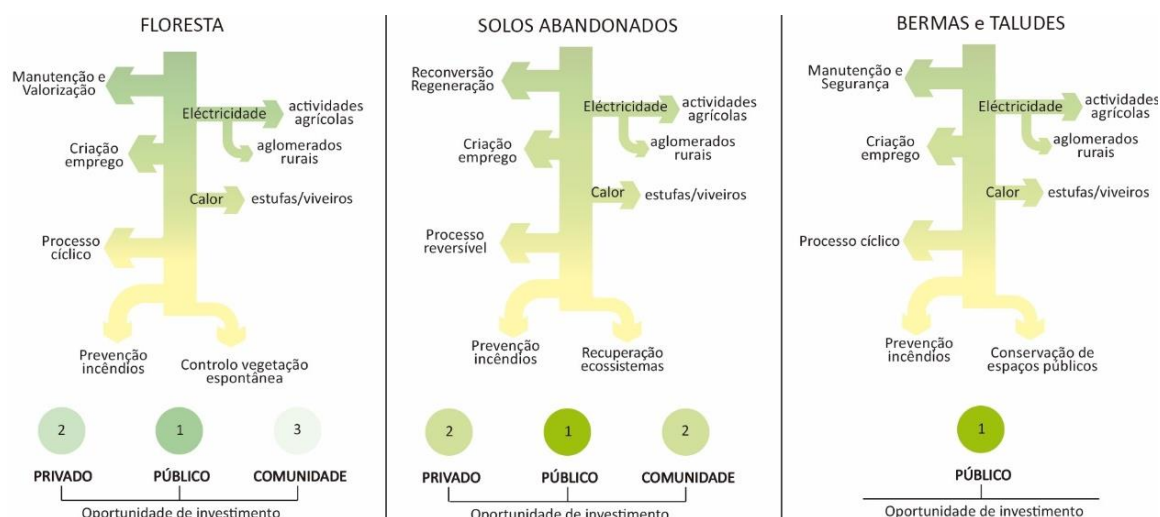 FLORESTA
Manutenção e
Valorização
Eléctricidade
actividades
agrícolas
aglomerados
rurais
Criação
emprego
Calor
estufas/viveiros
Processo
cíclico
Prevenção
incêndios
Controlo vegetação
espontânea
2
1
3
PRIVADO
PÚBLICO
COMUNIDADE
Oportunidade de investimento
SOLOS ABANDONADOS
Reconversão
Regeneração
Eléctricidade
actividades
agrícolas
aglomerados
rurais
Criação
emprego
Calor
estufas/viveiros
Processo
reversível
Prevenção
incêndios
Recuperação
ecossistemas
2
1
2
PRIVADO
PÚBLICO
COMUNIDADE
Oportunidade de investimento
BERMAS e TALUDES
Manutenção e
Segurança
Eléctricidade
actividades
agrícolas
aglomerados
rurais
Criação
emprego
Calor
estufas/viveiros
Processo cíclico
Prevenção
incêndios
Conservação de
espaços públicos
1
PÚBLICO
Oportunidade de investimento